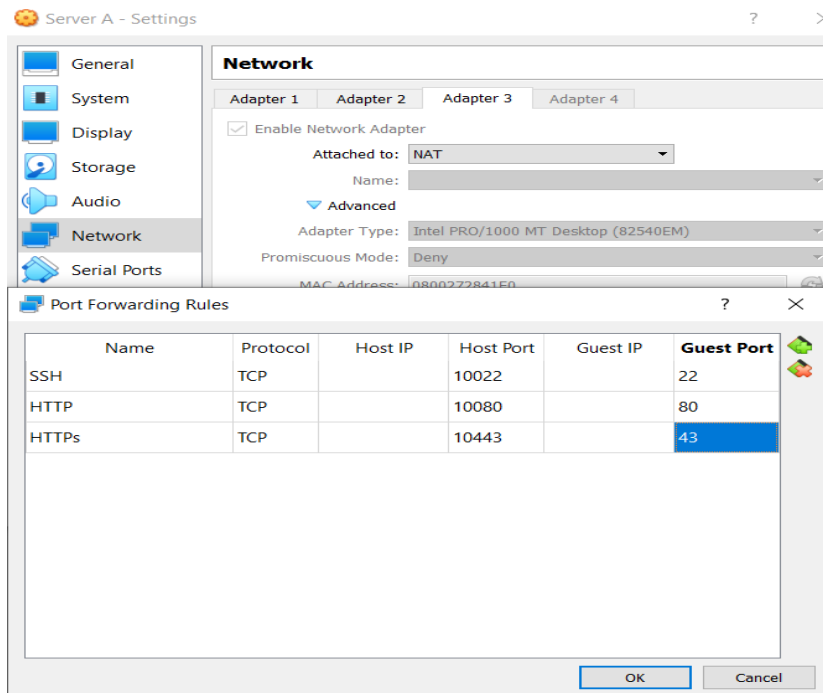 Server A - Settings ?
General
System
Display
Storage
Audio
Network
Serial Ports
Network
Adapter 1 Adapter 2 Adapter 3 Adapter 4
Enable Network Adapter
Attached to: NAT
Name:
Advanced
Adapter Type: Intel PRO/1000 MT Desktop (82540EM)
Promiscuous Mode: Deny
MAC Address: 0800272841F0
Port Forwarding Rules ?
Name Protocol Host IP Host Port Guest IP Guest Port
SSH TCP 10022 22
HTTP TCP 10080 80
HTTPs TCP 10443 43
OK Cancel